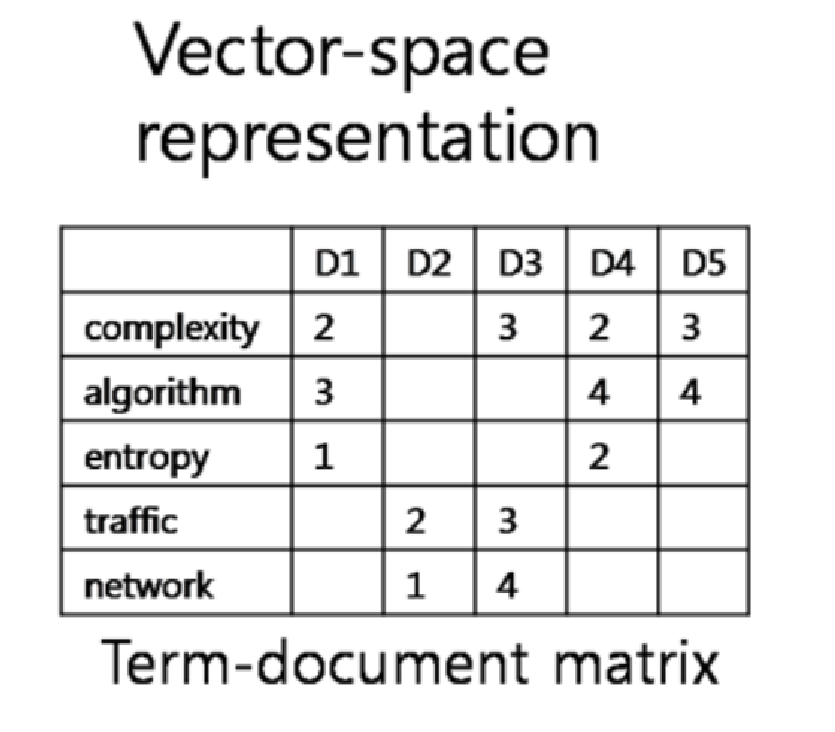 Vector-space
representation
D1 D2 D3 D4 D5
complexity 2 3 2 3
algorithm 3 4 4
entropy 1 2
traffic 2 3
network 1 4
Term-document matrix